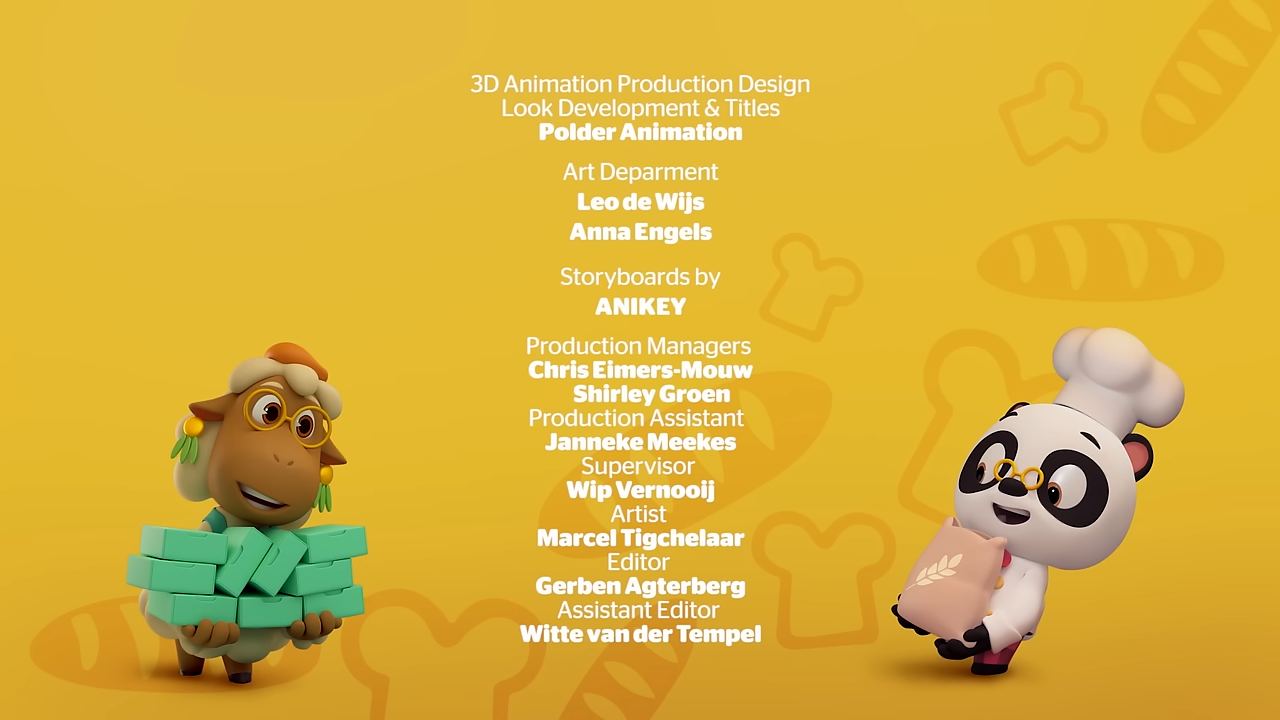 3D Animation Production Design
Look Development & Titles
Polder Animation
Art Deparment
Leo de Wijs
Anna Engels
Storyboards by
ANIKEY
Production Managers
Chris Eimers-Mouw
Shirley Groen
Production Assistant
Janneke Meekes
Supervisor
Wip Vernooij
Artist
Marcel Tigchelaar
Editor
Gerben Agterberg
Assistant Editor
Witte van der Tempel